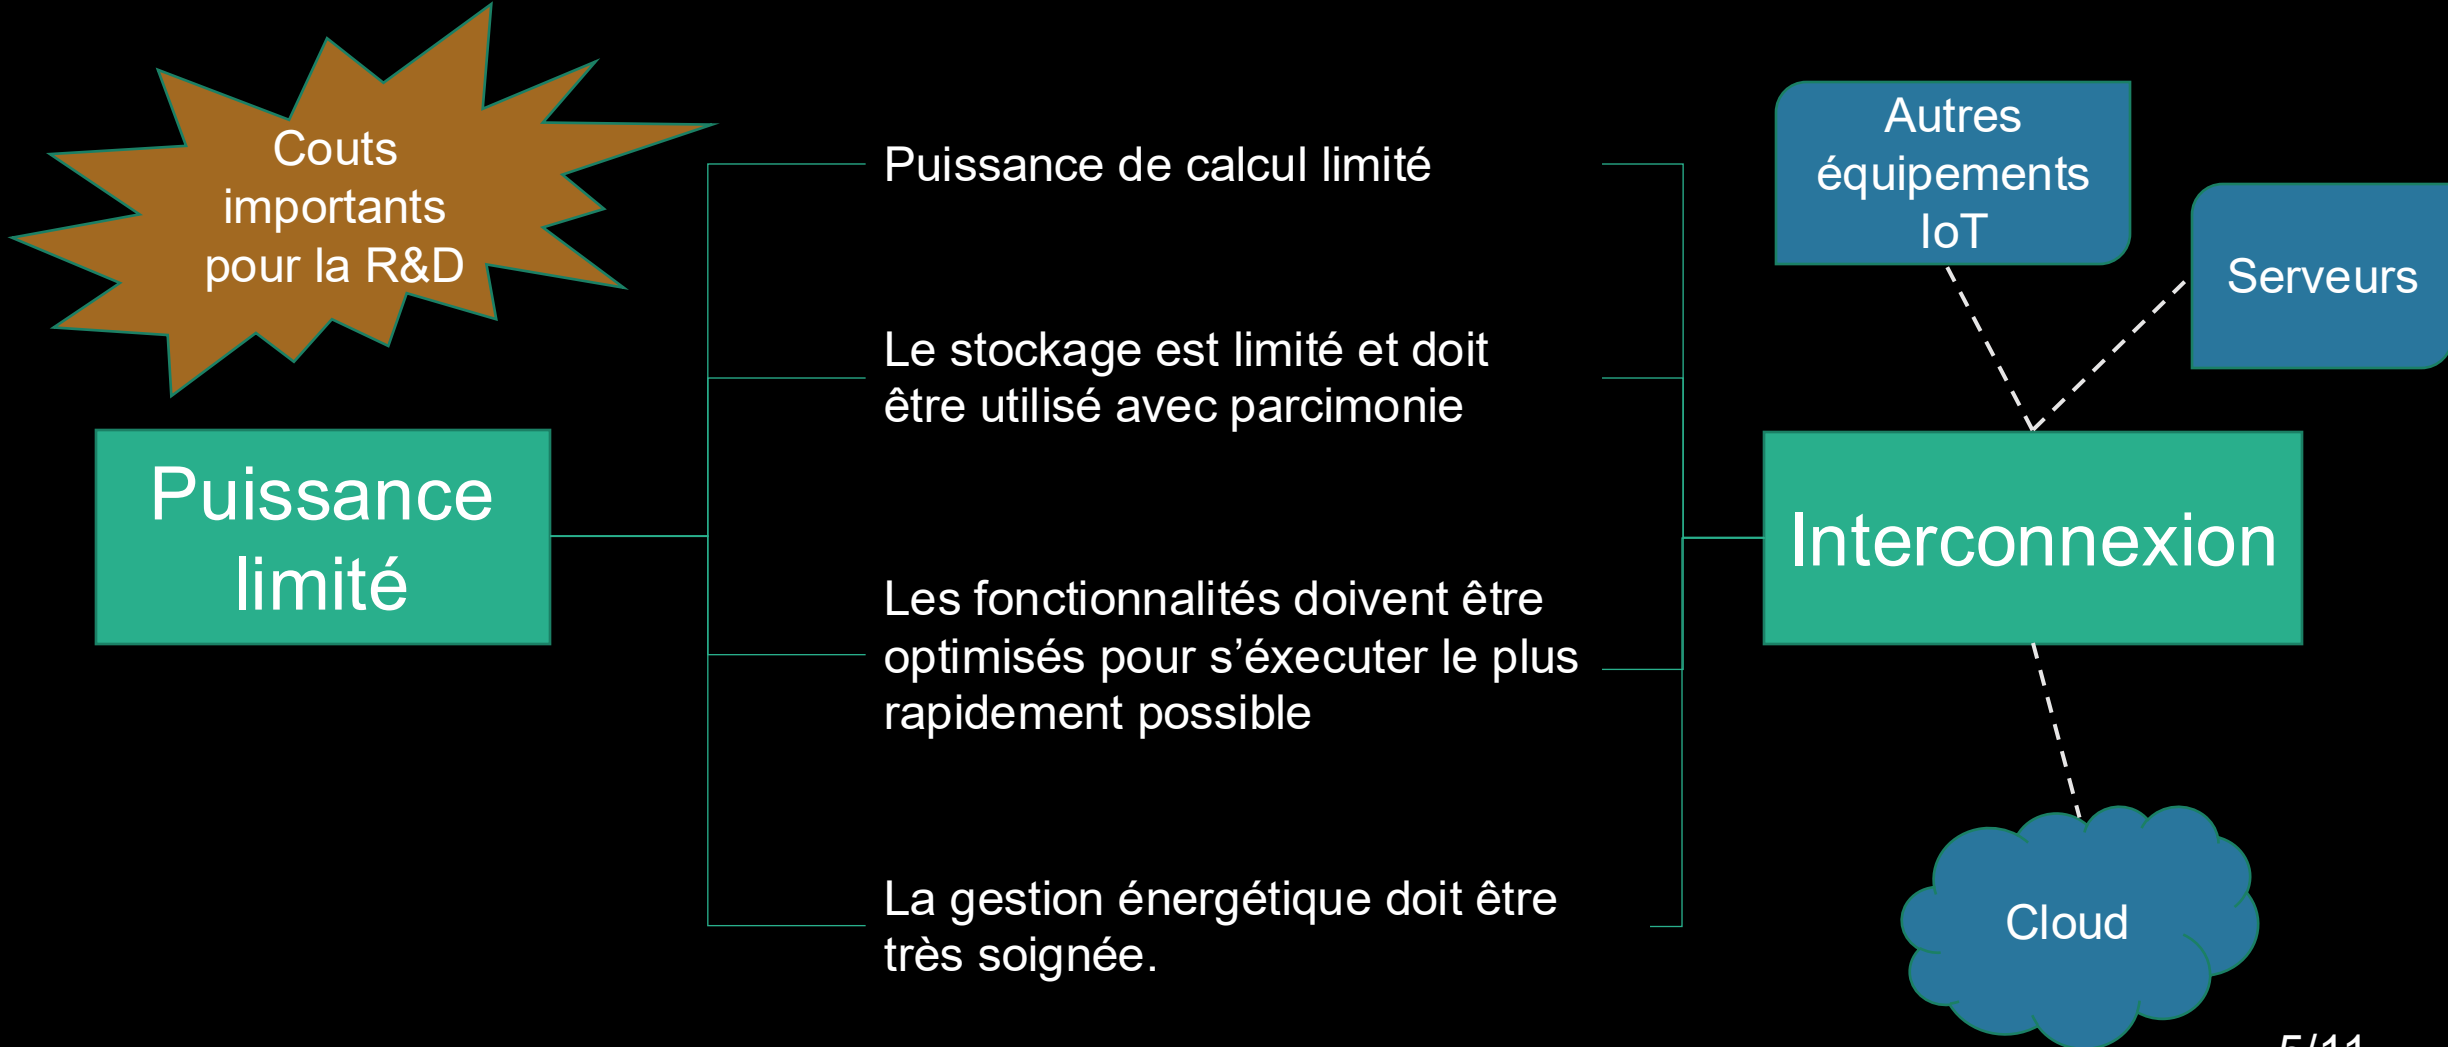 Couts
importants
pour la R&D
Puissance
limité
Puissance de calcul limité
Le stockage est limité et doit
être utilisé avec parcimonie
Les fonctionnalités doivent être
optimisés pour s’éxecuter le plus
rapidement possible
La gestion énergétique doit être
très soignée.
Autres
équipements
IoT
Serveurs
Interconnexion
Cloud
5/11